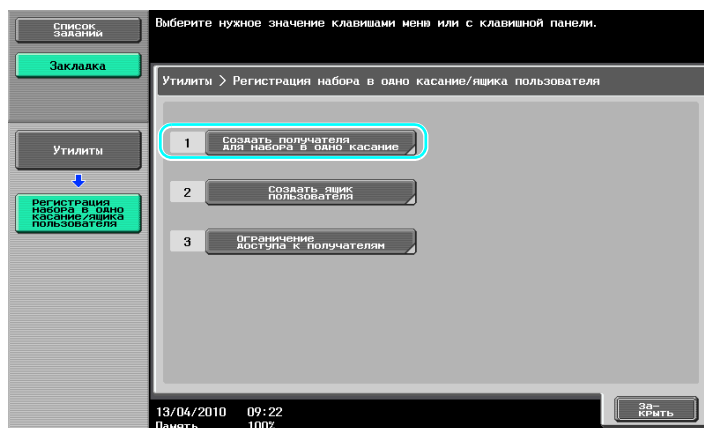 Список
заданий
Выберите нужное значение клавишами меню или с клавишной панели.
Закладка
Утилиты > Регистрация набора в одно касание/ящика пользователя
1 Создать получателя
для набора в одно касание
Утилиты
2 Создать ящик
пользователя
Регистрация
набора в одно
касание/ящика
пользователя
3 Ограничение
доступа к получателям
13/04/2010 09:22
Память 100%
За-
крыть